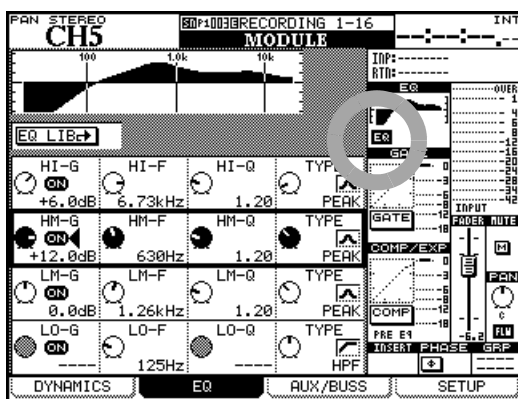 PAN STEREO
CH5
RECORDING 1-16
MODULE
INT
--:--:--.--
100 1.0k 10k
INP:-------
RTN:-------
EQ
OVER
EQ LIB
EQ
HI-G HI-F HI-Q TYPE
ON
+6.0dB 6.73kHz 1.20 PEAK
HM-G HM-F HM-Q TYPE
ON
+12.0dB 630Hz 1.20 PEAK
LM-G LM-F LM-Q TYPE
ON
0.0dB 1.26kHz 1.20 PEAK
LO-G LO-F LO-Q TYPE
ON
---- 125Hz ---- HPF
GATE
COMP/EXP
COMP
PRE EQ
INPUT
FADER MUTE
M
PAN
C
-6.2
INSERT PHASE GRP
DYNAMICS EQ AUX/BUSS SETUP